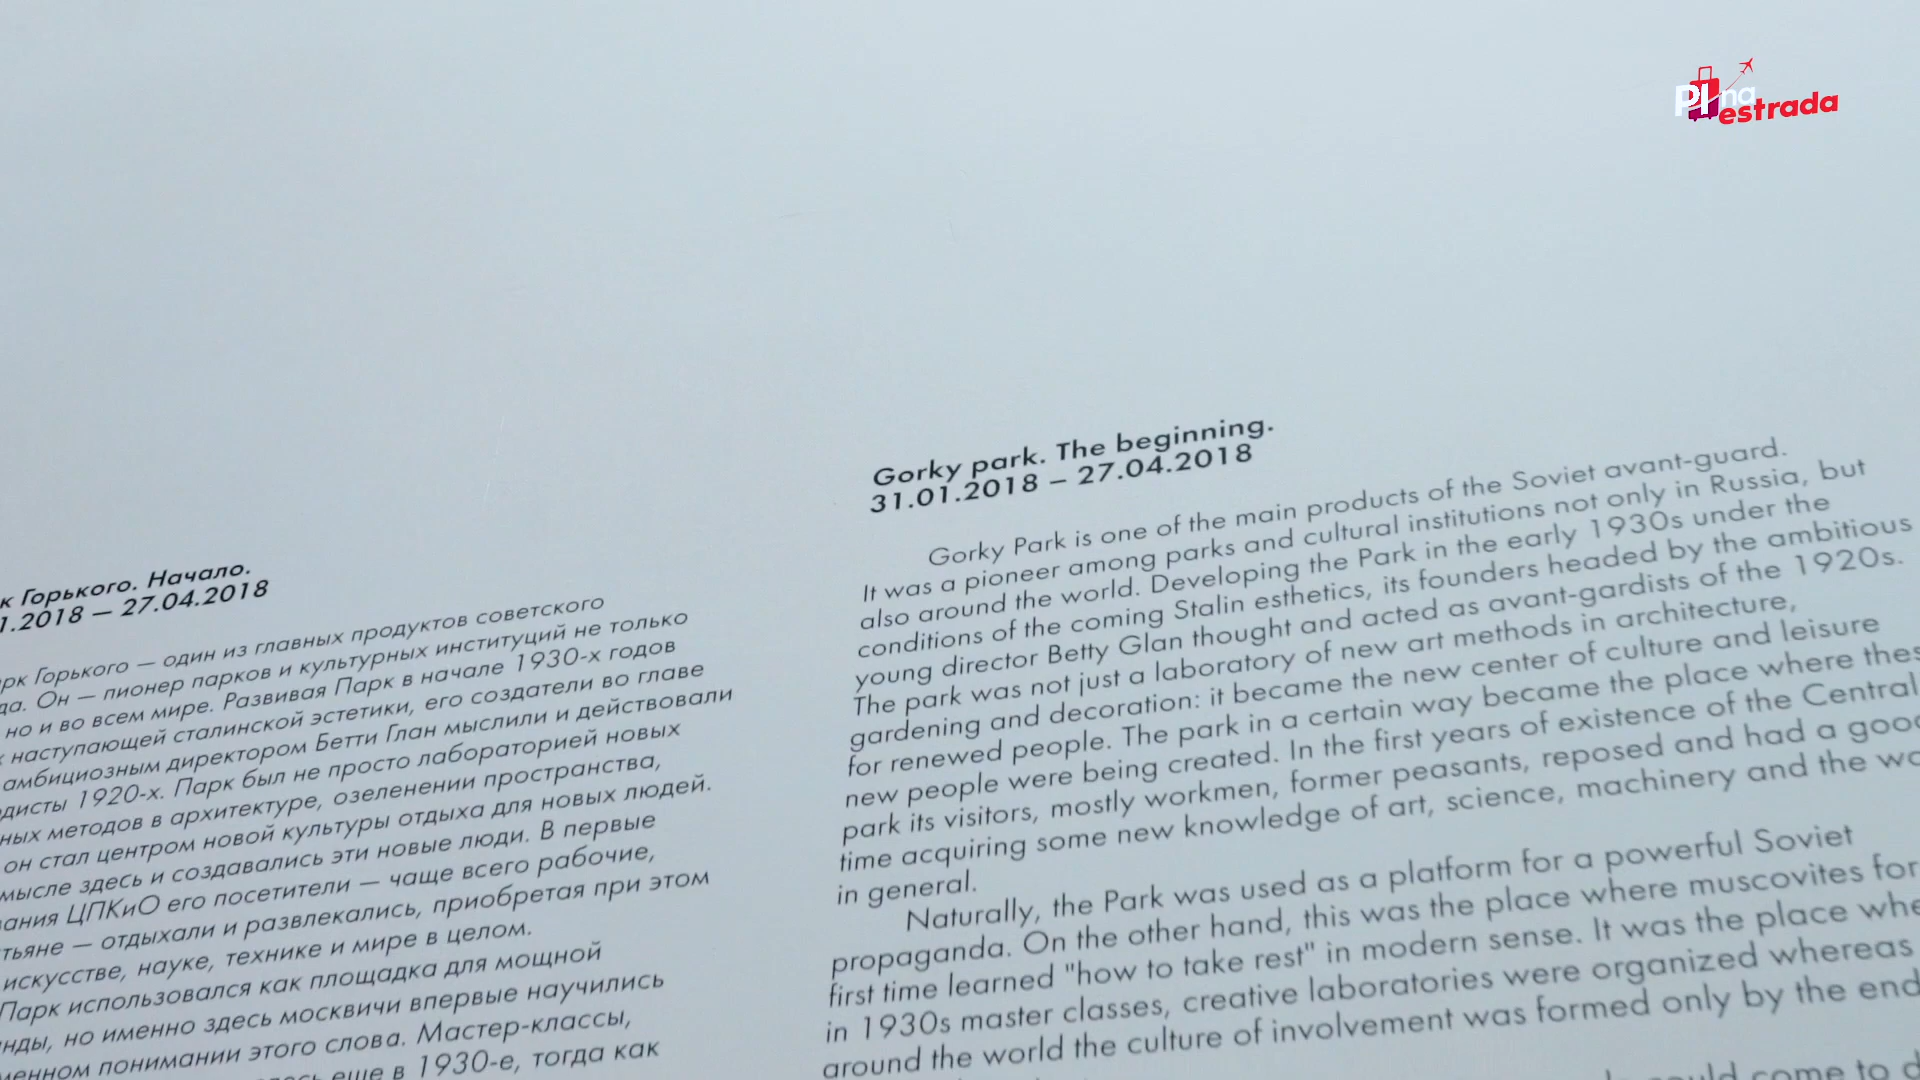 PI na
estrada
к Горького. Начало.
1.2018 – 27.04.2018
рк Горького – один из главных продуктов советского
да. Он – пионер парков и культурных институций не только
но и во всем мире. Развивая Парк в начале 1930-х годов
х наступающей сталинской эстетики, его создатели во главе
амбициозным директором Бетти Глан мыслили и действовали
дисты 1920-х. Парк был не просто лабораторией новых
ных методов в архитектуре, озеленении пространства,
он стал центром новой культуры отдыха для новых людей.
мысле здесь и создавались эти новые люди. В первые
вания ЦПКиО его посетители – чаще всего рабочие,
тьяне – отдыхали и развлекались, приобретая при этом
искусстве, науке, технике и мире в целом.
Парк использовался как площадка для мощной
нды, но именно здесь москвичи впервые научились
менном понимании этого слова. Мастер-классы,
еще в 1930-е, тогда как
Gorky park. The beginning.
31.01.2018 – 27.04.2018
Gorky Park is one of the main products of the Soviet avant-guard.
It was a pioneer among parks and cultural institutions not only in Russia, but
also around the world. Developing the Park in the early 1930s under the
conditions of the coming Stalin esthetics, its founders headed by the ambitious
young director Betty Glan thought and acted as avant-gardists of the 1920s.
The park was not just a laboratory of new art methods in architecture,
gardening and decoration: it became the new center of culture and leisure
for renewed people. The park in a certain way became the place where thes
new people were being created. In the first years of existence of the Central
park its visitors, mostly workmen, former peasants, reposed and had a good
time acquiring some new knowledge of art, science, machinery and the wo
in general.
Naturally, the Park was used as a platform for a powerful Soviet
propaganda. On the other hand, this was the place where muscovites for
first time learned "how to take rest" in modern sense. It was the place whe
in 1930s master classes, creative laboratories were organized whereas
around the world the culture of involvement was formed only by the end
could come to d